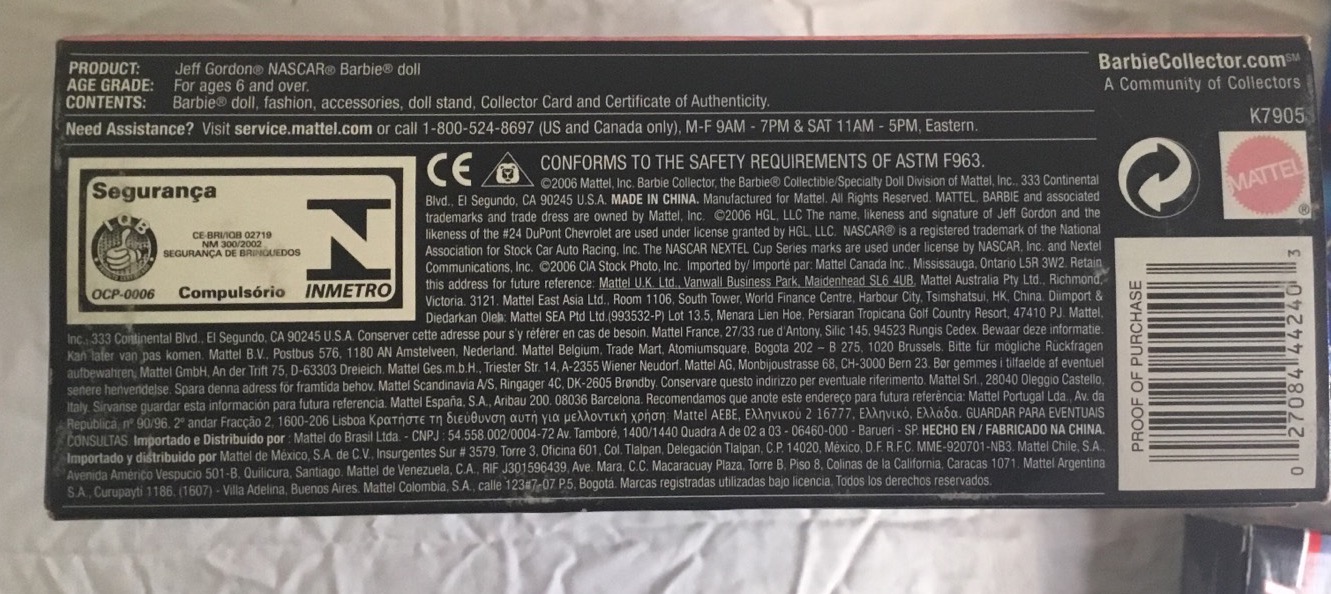 PRODUCT: Jeff Gordon® NASCAR® Barbie® doll
AGE GRADE: For ages 6 and over.
CONTENTS: Barbie® doll, fashion, accessories, doll stand, Collector Card and Certificate of Authenticity.
Need Assistance? Visit service.mattel.com or call 1-800-524-8697 (US and Canada only), M-F 9AM - 7PM & SAT 11AM - 5PM, Eastern.
BarbieCollector.com℠
A Community of Collectors
K7905
MATTEL®
Segurança
IQB
CE-BRI/IQB 02719
NM 300/2002
SEGURANÇA DE BRINQUEDOS
OCP-0006 Compulsório INMETRO
CE CONFORMS TO THE SAFETY REQUIREMENTS OF ASTM F963.
©2006 Mattel, Inc. Barbie Collector, the Barbie® Collectible/Specialty Doll Division of Mattel, Inc., 333 Continental
Blvd., El Segundo, CA 90245 U.S.A. MADE IN CHINA. Manufactured for Mattel. All Rights Reserved. MATTEL, BARBIE and associated
trademarks and trade dress are owned by Mattel, Inc. ©2006 HGL, LLC The name, likeness and signature of Jeff Gordon and the
likeness of the #24 DuPont Chevrolet are used under license granted by HGL, LLC. NASCAR® is a registered trademark of the National
Association for Stock Car Auto Racing, Inc. The NASCAR NEXTEL Cup Series marks are used under license by NASCAR, Inc. and Nextel
Communications, Inc. ©2006 CIA Stock Photo, Inc. Imported by/ Importé par: Mattel Canada Inc., Mississauga, Ontario L5R 3W2. Retain
this address for future reference: Mattel U.K. Ltd., Vanwall Business Park, Maidenhead SL6 4UB. Mattel Australia Pty Ltd., Richmond,
Victoria. 3121. Mattel East Asia Ltd., Room 1106, South Tower, World Finance Centre, Harbour City, Tsimshatsui, HK, China. Diimport &
Diedarkan Oleh: Mattel SEA Ptd Ltd.(993532-P) Lot 13.5, Menara Lien Hoe, Persiaran Tropicana Golf Country Resort, 47410 PJ. Mattel,
Inc., 333 Continental Blvd., El Segundo, CA 90245 U.S.A. Conserver cette adresse pour s'y référer en cas de besoin. Mattel France, 27/33 rue d'Antony, Silic 145, 94523 Rungis Cedex. Bewaar deze informatie.
Kan later van pas komen. Mattel B.V., Postbus 576, 1180 AN Amstelveen, Nederland. Mattel Belgium, Trade Mart, Atomiumsquare, Bogota 202 – B 275, 1020 Brussels. Bitte für mögliche Rückfragen
aufbewahren, Mattel GmbH, An der Trift 75, D-63303 Dreieich. Mattel Ges.m.b.H., Triester Str. 14, A-2355 Wiener Neudorf. Mattel AG, Monbijoustrasse 68, CH-3000 Bern 23. Bør gemmes i tilfaelde af eventuel
senere henvendelse. Spara denna adress för framtida behov. Mattel Scandinavia A/S, Ringager 4C, DK-2605 Brøndby. Conservare questo indirizzo per eventuale riferimento. Mattel Srl., 28040 Oleggio Castello,
Italy. Sírvanse guardar esta información para futura referencia. Mattel España, S.A., Aribau 200. 08036 Barcelona. Recomendamos que anote este endereço para futura referência: Mattel Portugal Lda., Av. da
República, nº 90/96, 2º andar Fracção 2, 1600-206 Lisboa Κρατήστε τη διεύθυνση αυτή για μελλοντική χρήση: Mattel AEBE, Ελληνικού 2 16777, Ελληνικό, Ελλάδα. GUARDAR PARA EVENTUAIS
CONSULTAS. Importado e Distribuido por : Mattel do Brasil Ltda. - CNPJ : 54.558.002/0004-72 Av. Tamboré, 1400/1440 Quadra A de 02 a 03 - 06460-000 - Barueri - SP. HECHO EN / FABRICADO NA CHINA.
Importado y distribuido por Mattel de México, S.A. de C.V., Insurgentes Sur # 3579, Torre 3, Oficina 601, Col. Tlalpan, Delegación Tlalpan, C.P. 14020, México, D.F. R.F.C. MME-920701-NB3. Mattel Chile, S.A.,
Avenida Américo Vespucio 501-B, Quilicura, Santiago. Mattel de Venezuela, C.A., RIF J301596439, Ave. Mara, C.C. Macaracuay Plaza, Torre B, Piso 8, Colinas de la California, Caracas 1071. Mattel Argentina
S.A., Curupaytí 1186. (1607) - Villa Adelina, Buenos Aires. Mattel Colombia, S.A., calle 123#7-07 P.5, Bogotá. Marcas registradas utilizadas bajo licencia. Todos los derechos reservados.
PROOF OF PURCHASE
0 27084 44240 3